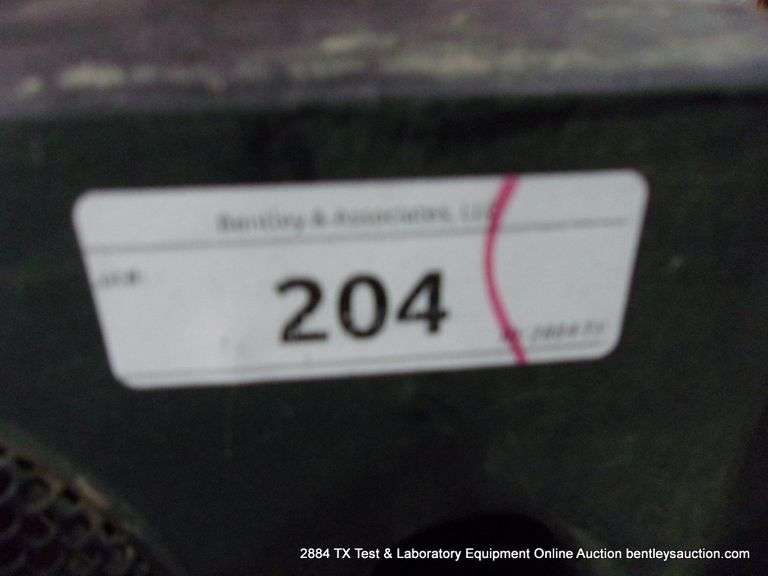 Bentley & Associates, LLC
204
2884 TX Test & Laboratory Equipment Online Auction bentleysauction.com